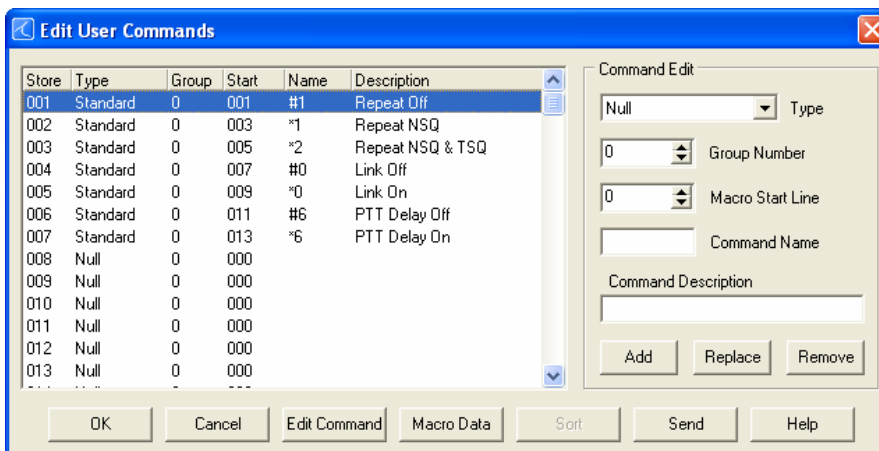 Edit User Commands
Store Type Group Start Name Description
001 Standard 0 001 #1 Repeat Off
002 Standard 0 003 *1 Repeat NSQ
003 Standard 0 005 *2 Repeat NSQ & TSQ
004 Standard 0 007 #0 Link Off
005 Standard 0 009 *0 Link On
006 Standard 0 011 #6 PTT Delay Off
007 Standard 0 013 *6 PTT Delay On
008 Null 0 000
009 Null 0 000
010 Null 0 000
011 Null 0 000
012 Null 0 000
013 Null 0 000
Command Edit
Null Type
0 Group Number
0 Macro Start Line
Command Name
Command Description
Add Replace Remove
OK Cancel Edit Command Macro Data Sort Send Help